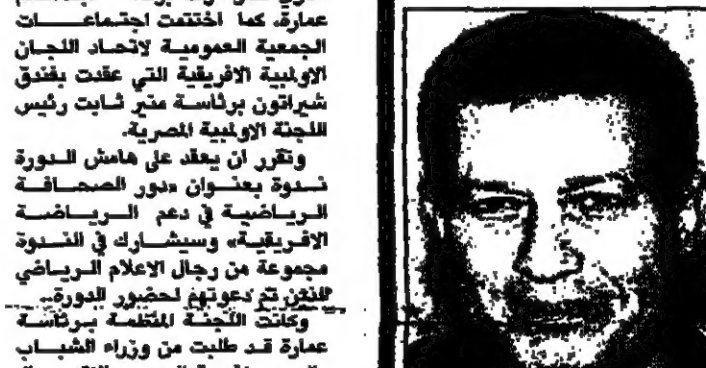 عمارة، كما اختتمت اجتماعات
الجمعية العمومية لاتحاد اللجان
الاولمبية الافريقية التي عقدت بفندق
شيراتون برئاسة منير ثابت رئيس
اللجنة الاولمبية المصرية.
وتقرر ان يعقد على هامش الدورة
ندوة بعنوان «دور الصحافة
الرياضية في دعم الرياضة
الافريقية» وسيشارك في الندوة
مجموعة من رجال الاعلام الرياضي
الذين تم دعوتهم لحضور الدورة..
وكانت اللجنة المنظمة برئاسة
عمارة قد طلبت من وزراء الشباب